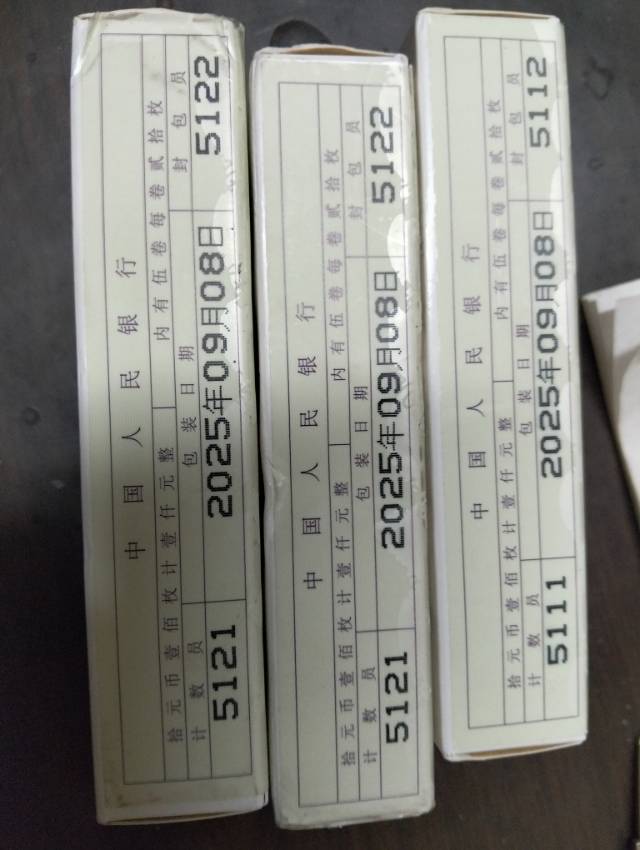 中国人民银行
拾元币壹佰枚计壹仟元整 内有伍卷每卷贰拾枚
计数员 包装日期 封包员
5121 2025年09月08日 5122
中国人民银行
拾元币壹佰枚计壹仟元整 内有伍卷每卷贰拾枚
计数员 包装日期 封包员
5121 2025年09月08日 5122
中国人民银行
拾元币壹佰枚计壹仟元整 内有伍卷每卷贰拾枚
计数员 包装日期 封包员
5111 2025年09月08日 5112